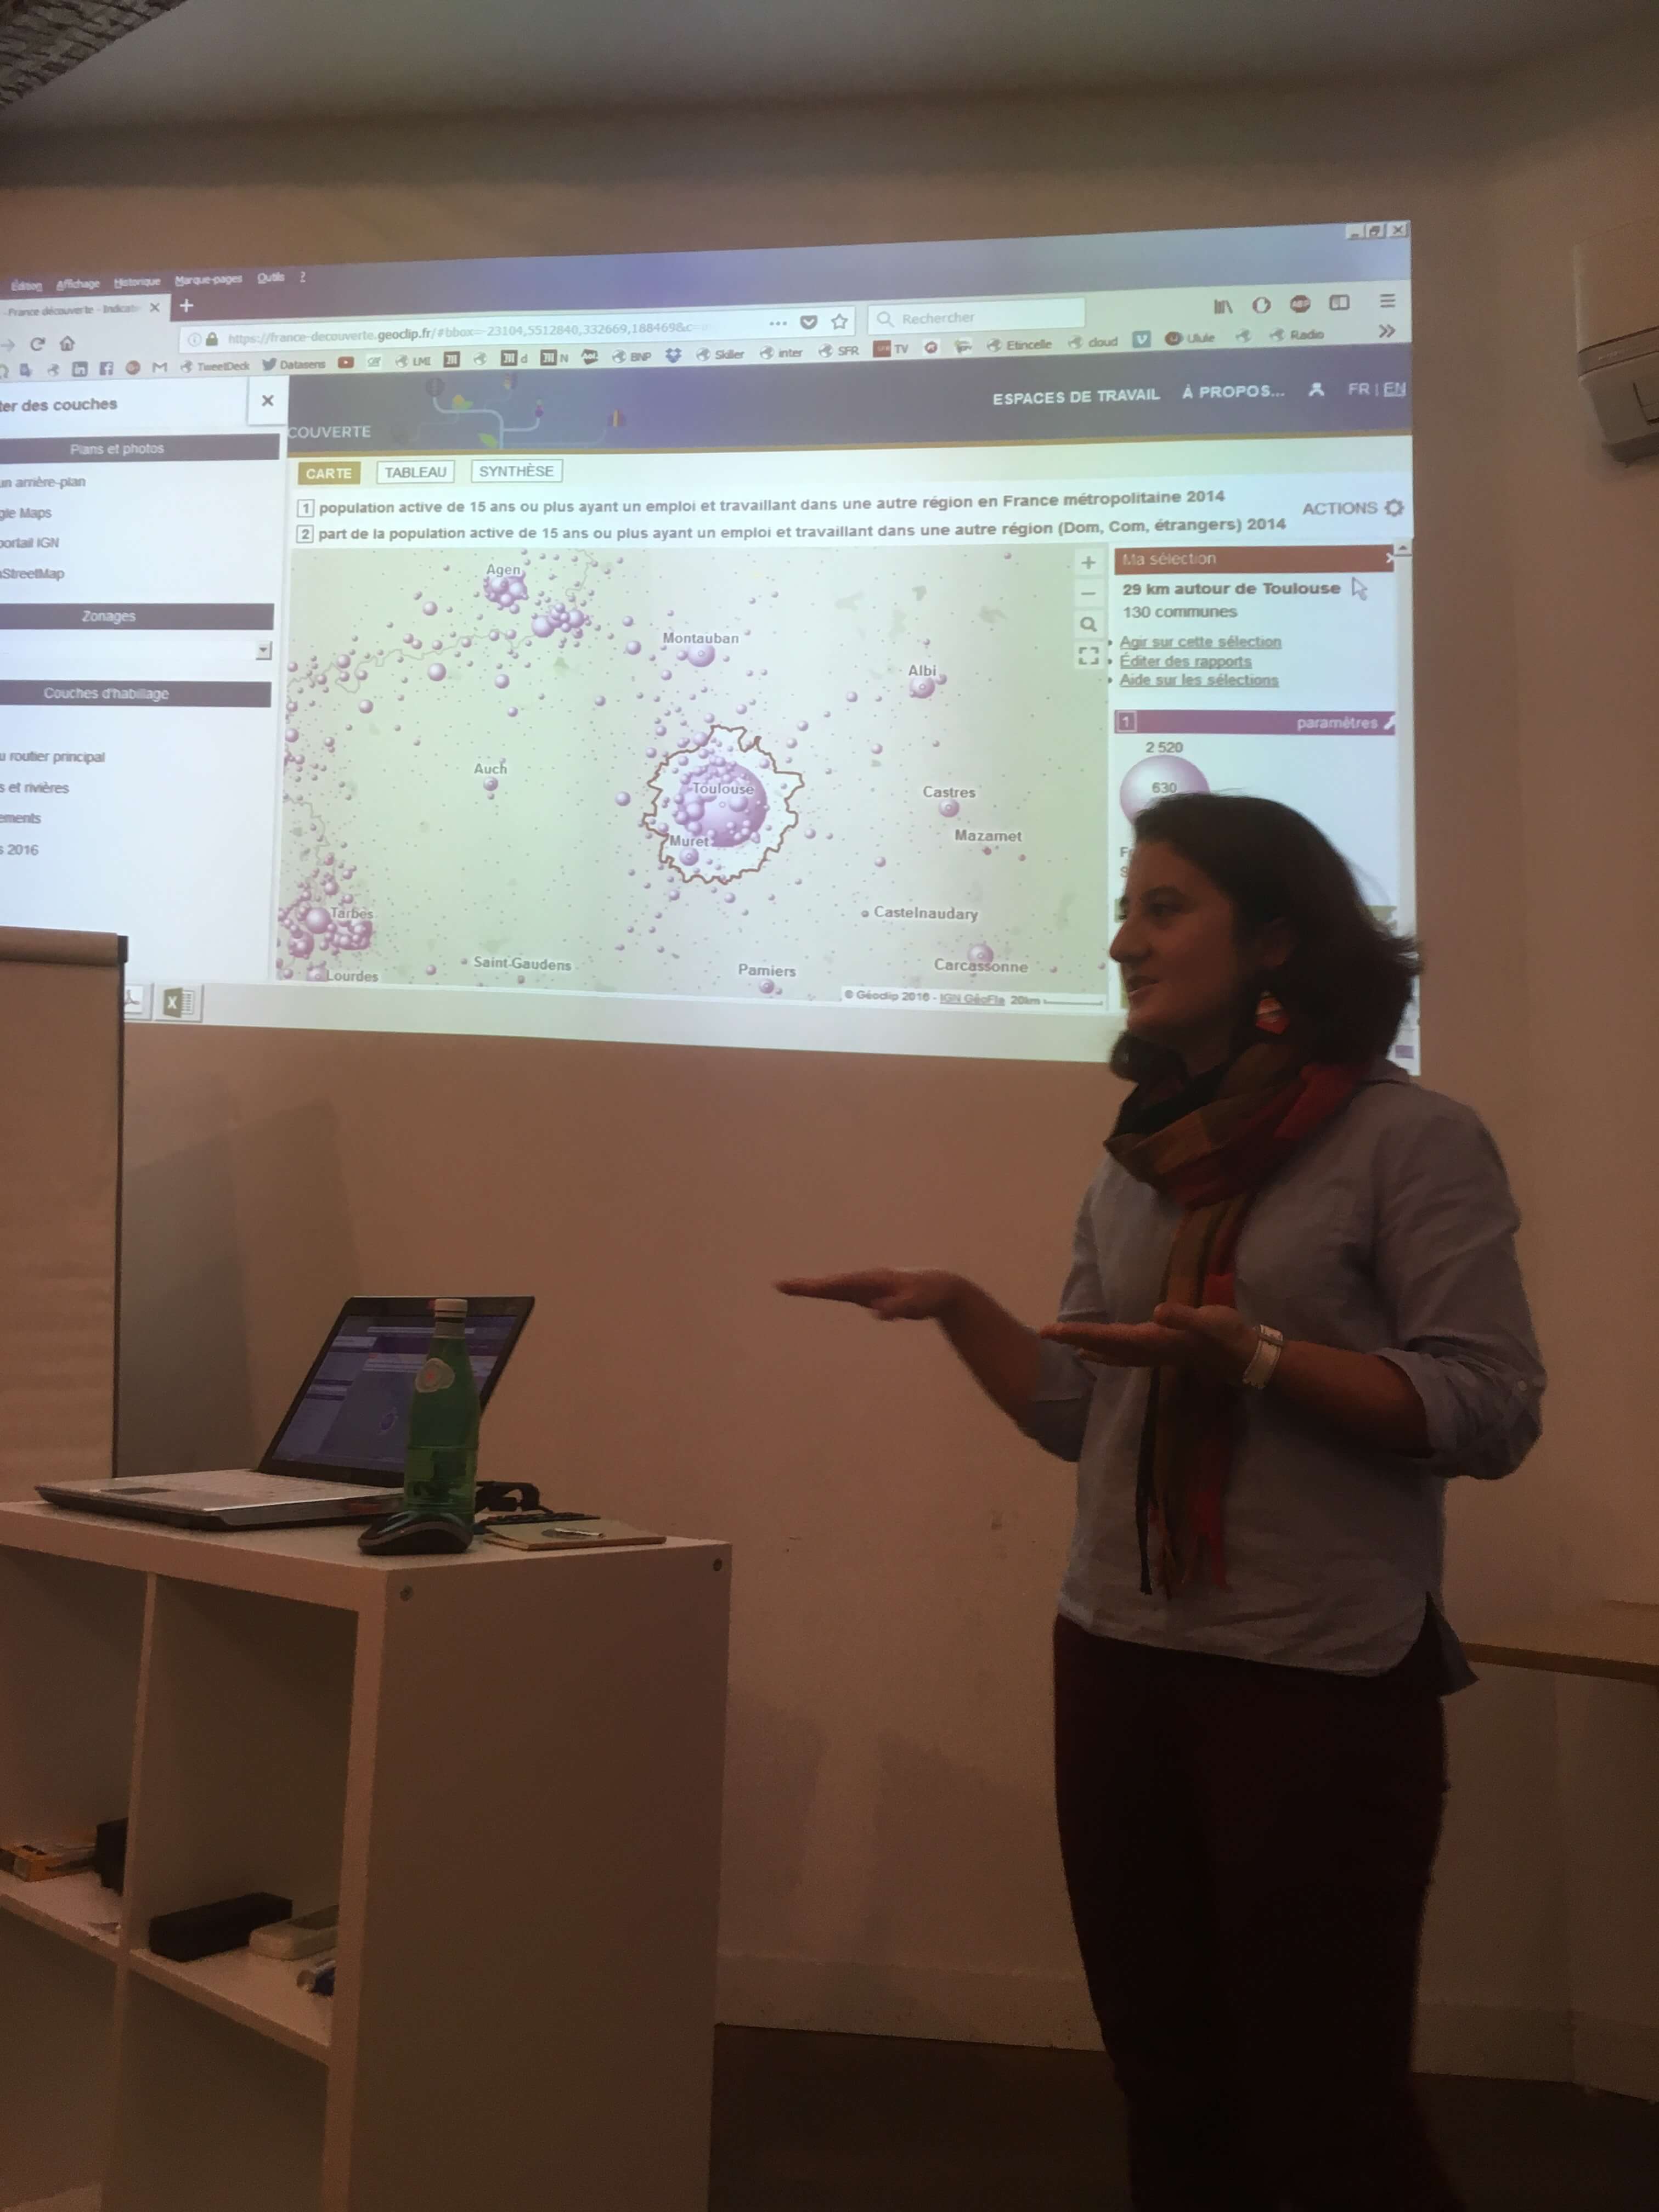 Édition Affichage Historique Marque-pages Outils ?
France découverte - Indicat
https://france-decouverte.geoclip.fr/#bbox=-23104,5512840,332669,188469&c=
Rechercher
TweetDeck Datasens LMI d N BNP Skiller inter SFR TV Etincelle cloud Ulule Radio
ter des couches
Plans et photos
un arrière-plan
gle Maps
portail IGN
StreetMap
Zonages
Couches d'habillage
u routier principal
s et rivières
ements
s 2016
COUVERTE
ESPACES DE TRAVAIL À PROPOS... FR | EN
CARTE TABLEAU SYNTHÈSE
1 population active de 15 ans ou plus ayant un emploi et travaillant dans une autre région en France métropolitaine 2014
2 part de la population active de 15 ans ou plus ayant un emploi et travaillant dans une autre région (Dom, Com, étrangers) 2014
ACTIONS
Agen
Montauban
Albi
Auch
Toulouse
Castres
Muret
Mazamet
Tarbes
Castelnaudary
Saint-Gaudens
Lourdes
Pamiers
Carcassonne
© Géoclip 2016 - IGN GéoFla 20km
Ma sélection
29 km autour de Toulouse
130 communes
Agir sur cette sélection
Éditer des rapports
Aide sur les sélections
1 paramètres
2 520
630